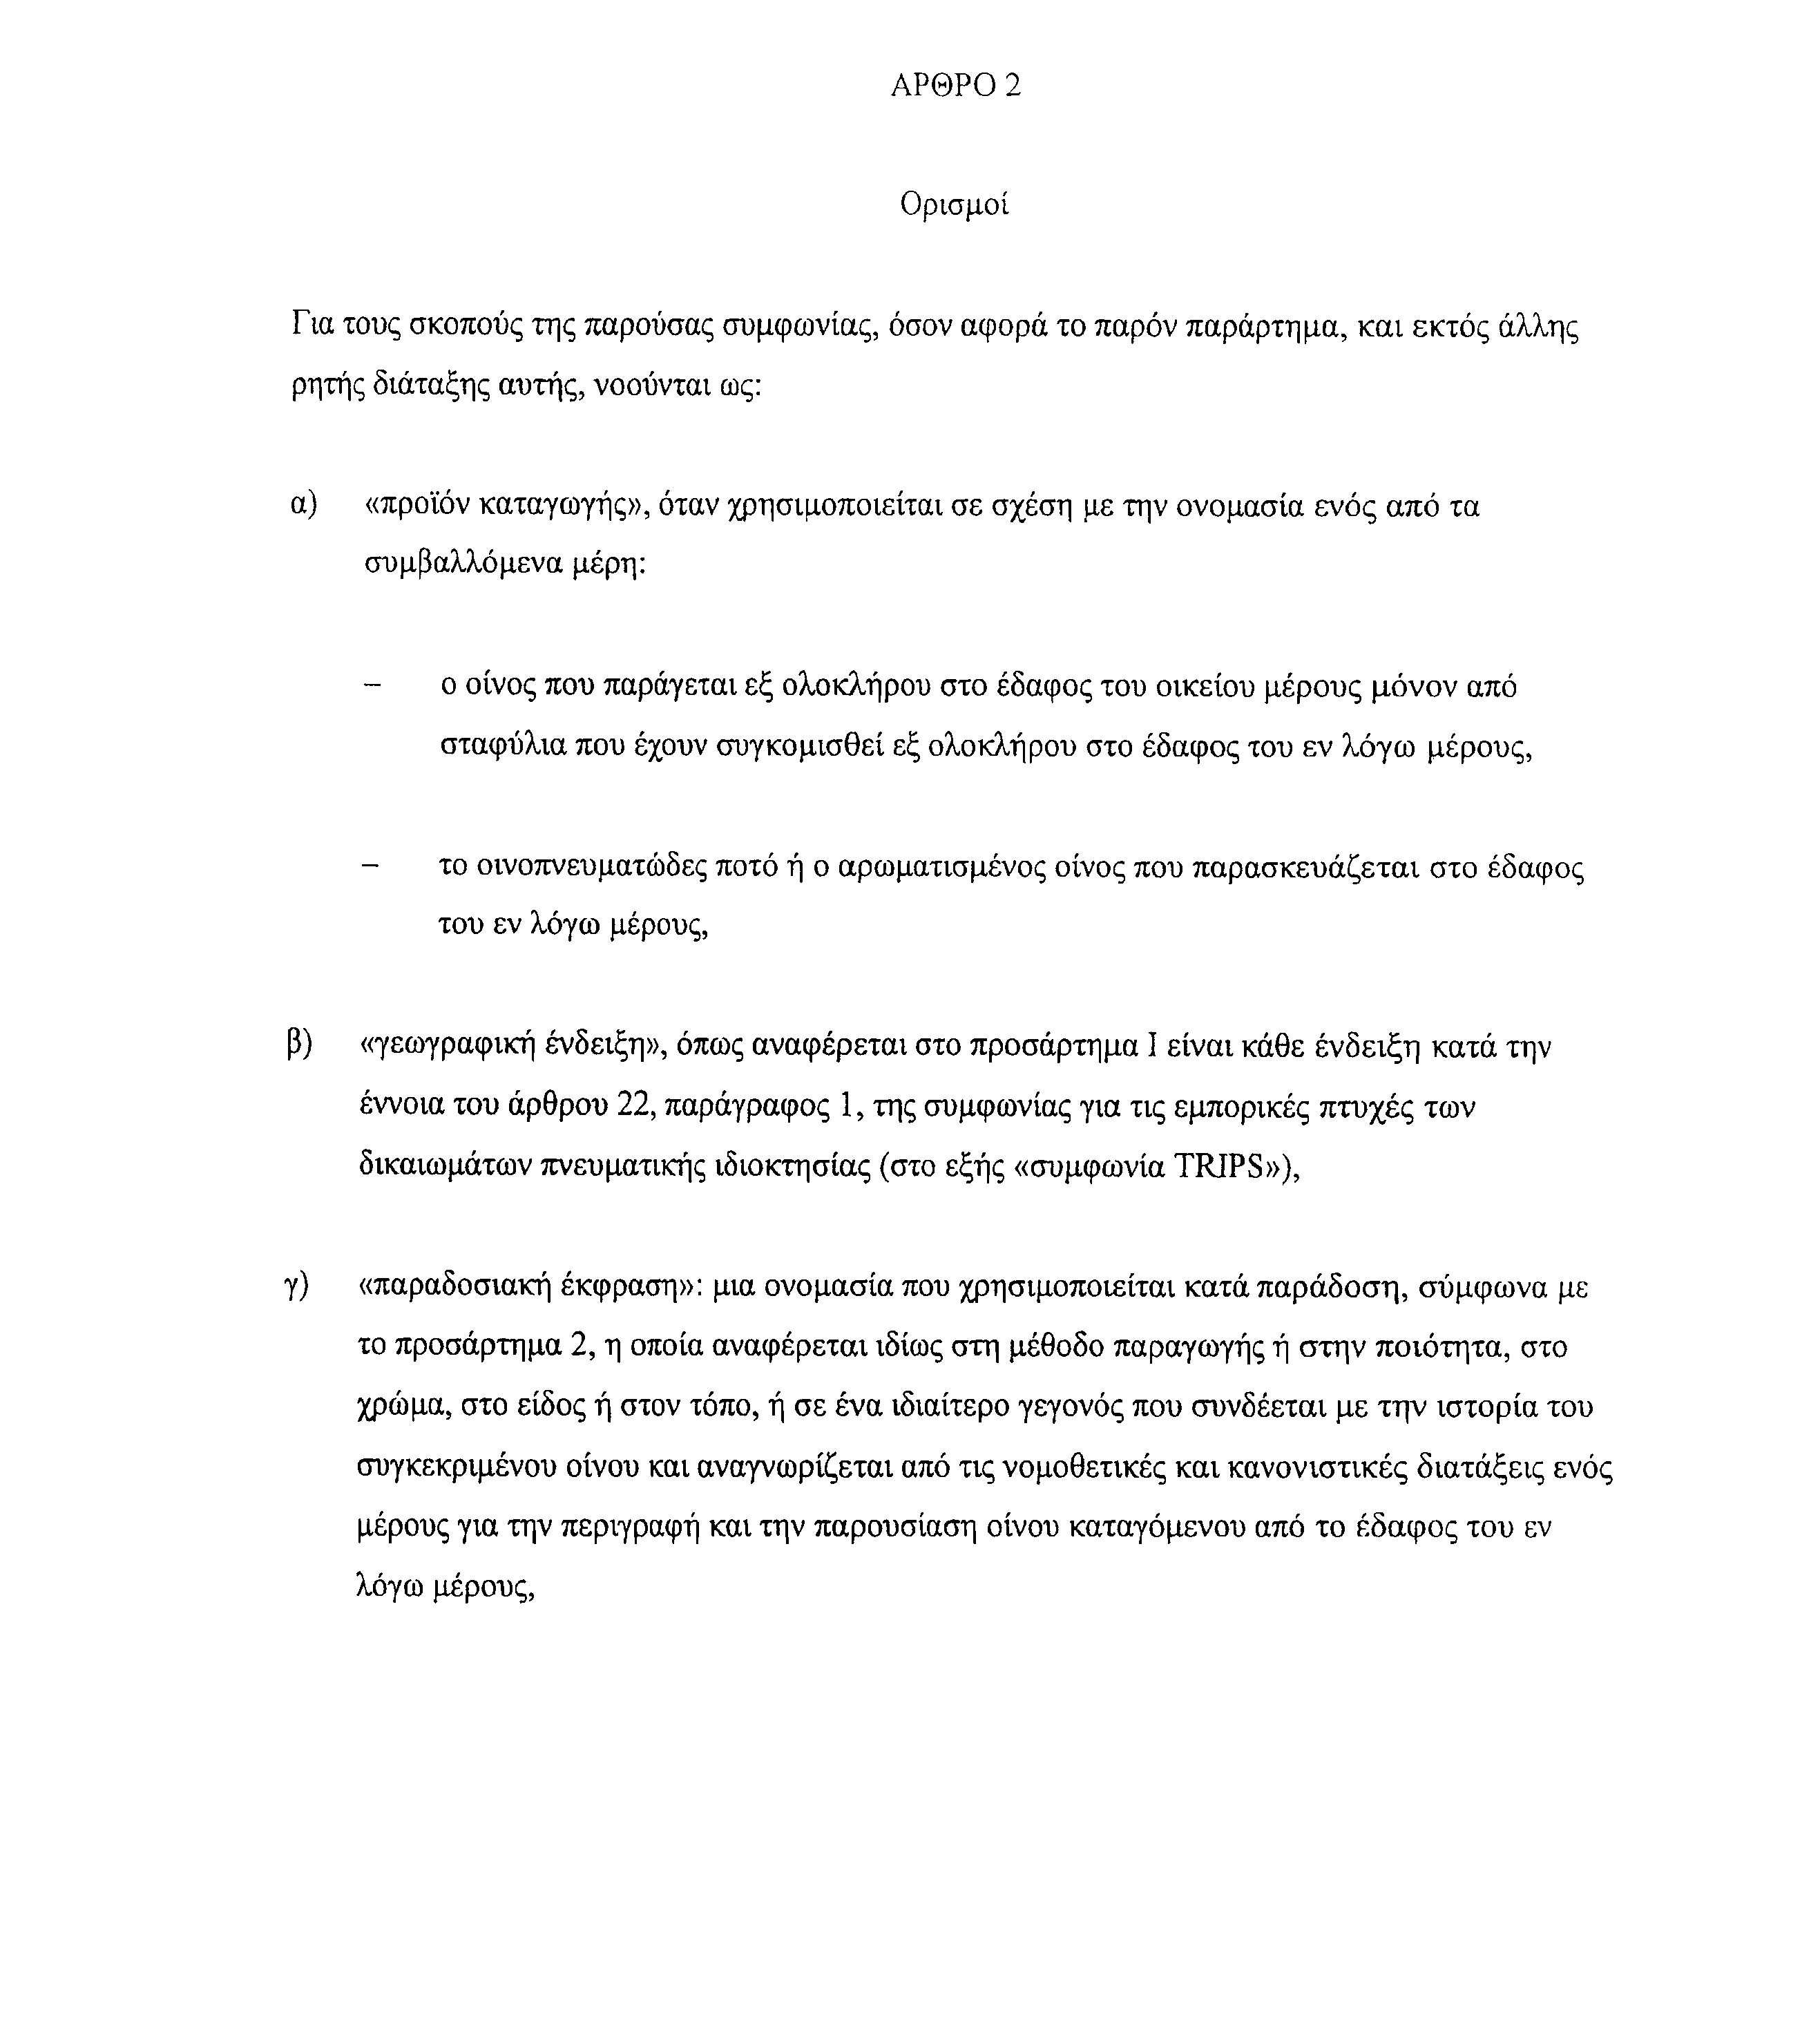 ΑΡΘΡΟ 2
Ορισμοί
Για τους σκοπούς της παρούσας συμφωνίας, όσον αφορά το παρόν παράρτημα, και εκτός άλλης
ρητής διάταξης αυτής, νοούνται ως:
α) «προϊόν καταγωγής», όταν χρησιμοποιείται σε σχέση με την ονομασία ενός από τα
συμβαλλόμενα μέρη:
– ο οίνος που παράγεται εξ ολοκλήρου στο έδαφος του οικείου μέρους μόνον από
σταφύλια που έχουν συγκομισθεί εξ ολοκλήρου στο έδαφος του εν λόγω μέρους,
– το οινοπνευματώδες ποτό ή ο αρωματισμένος οίνος που παρασκευάζεται στο έδαφος
του εν λόγω μέρους,
β) «γεωγραφική ένδειξη», όπως αναφέρεται στο προσάρτημα Ι είναι κάθε ένδειξη κατά την
έννοια του άρθρου 22, παράγραφος 1, της συμφωνίας για τις εμπορικές πτυχές των
δικαιωμάτων πνευματικής ιδιοκτησίας (στο εξής «συμφωνία TRIPS»),
γ) «παραδοσιακή έκφραση»: μια ονομασία που χρησιμοποιείται κατά παράδοση, σύμφωνα με
το προσάρτημα 2, η οποία αναφέρεται ιδίως στη μέθοδο παραγωγής ή στην ποιότητα, στο
χρώμα, στο είδος ή στον τόπο, ή σε ένα ιδιαίτερο γεγονός που συνδέεται με την ιστορία του
συγκεκριμένου οίνου και αναγνωρίζεται από τις νομοθετικές και κανονιστικές διατάξεις ενός
μέρους για την περιγραφή και την παρουσίαση οίνου καταγόμενου από το έδαφος του εν
λόγω μέρους,